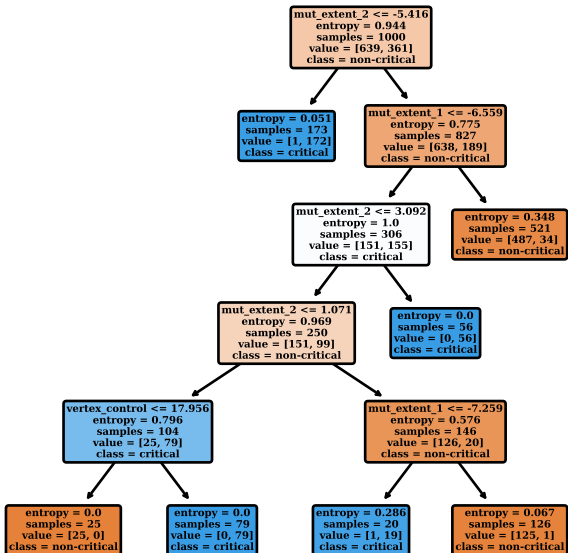 mut_extent_2 <= -5.416
entropy = 0.944
samples = 1000
value = [639, 361]
class = non-critical
entropy = 0.051
samples = 173
value = [1, 172]
class = critical
mut_extent_1 <= -6.559
entropy = 0.775
samples = 827
value = [638, 189]
class = non-critical
mut_extent_2 <= 3.092
entropy = 1.0
samples = 306
value = [151, 155]
class = critical
entropy = 0.348
samples = 521
value = [487, 34]
class = non-critical
mut_extent_2 <= 1.071
entropy = 0.969
samples = 250
value = [151, 99]
class = non-critical
entropy = 0.0
samples = 56
value = [0, 56]
class = critical
vertex_control <= 17.956
entropy = 0.796
samples = 104
value = [25, 79]
class = critical
mut_extent_1 <= -7.259
entropy = 0.576
samples = 146
value = [126, 20]
class = non-critical
entropy = 0.0
samples = 25
value = [25, 0]
class = non-critical
entropy = 0.0
samples = 79
value = [0, 79]
class = critical
entropy = 0.286
samples = 20
value = [1, 19]
class = critical
entropy = 0.067
samples = 126
value = [125, 1]
class = non-critical